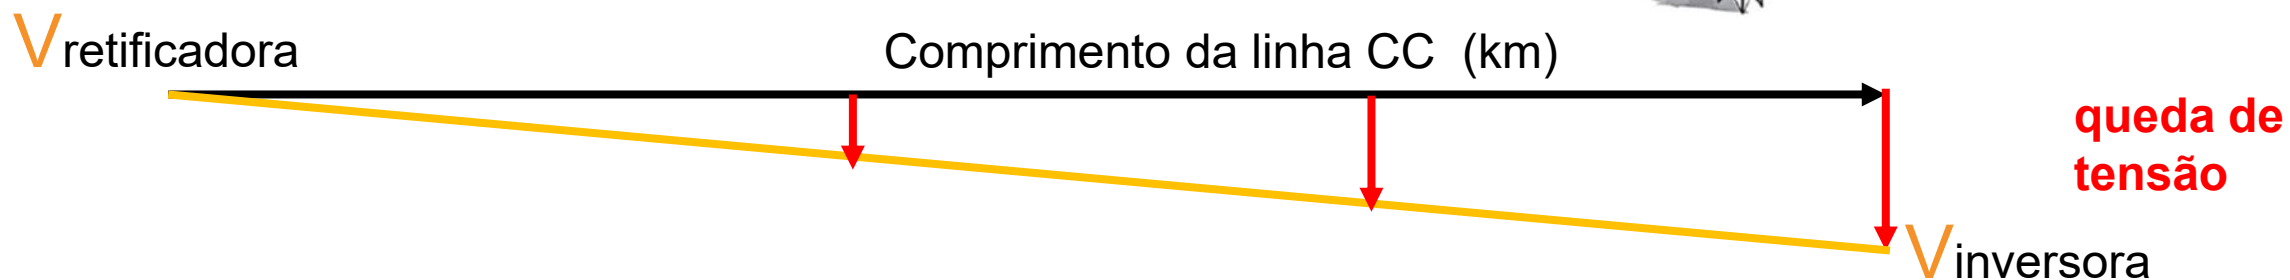 Vretificadora
Comprimento da linha CC (km)
queda de
tensão
Vinversora